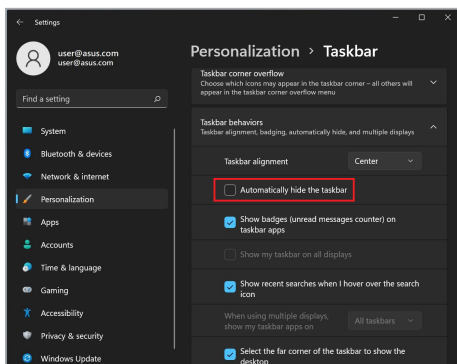 Settings
user@asus.com
user@asus.com
Find a setting
System
Bluetooth & devices
Network & internet
Personalization
Apps
Accounts
Time & language
Gaming
Accessibility
Privacy & security
Windows Update
Personalization > Taskbar
Taskbar corner overflow
Choose which icons may appear in the taskbar corner – all others will
appear in the taskbar corner overflow menu
Taskbar behaviors
Taskbar alignment, badging, automatically hide, and multiple displays
Taskbar alignment
Center
Automatically hide the taskbar
Show badges (unread messages counter) on
taskbar apps
Show my taskbar on all displays
Show recent searches when I hover over the search
icon
When using multiple displays,
show my taskbar apps on
All taskbars
Select the far corner of the taskbar to show the
desktop